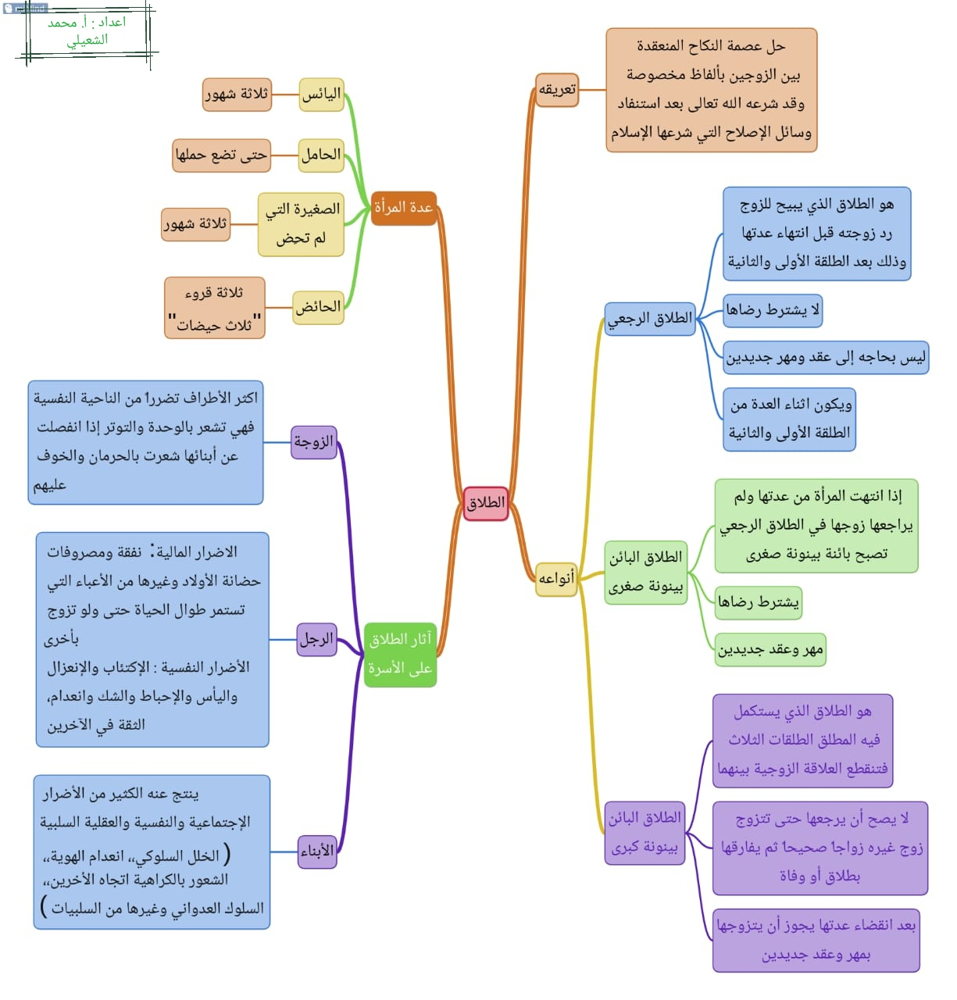 mimind
اعداد : أ. محمد
الشعيلي
الطلاق
تعريقه
حل عصمة النكاح المنعقدة
بين الزوجين بألفاظ مخصوصة
وقد شرعه الله تعالى بعد استنفاد
وسائل الإصلاح التي شرعها الإسلام
أنواعه
الطلاق الرجعي
هو الطلاق الذي يبيح للزوج
رد زوجته قبل انتهاء عدتها
وذلك بعد الطلقة الأولى والثانية
لا يشترط رضاها
ليس بحاجه إلى عقد ومهر جديدين
ويكون اثناء العدة من
الطلقة الأولى والثانية
الطلاق البائن
بينونة صغرى
إذا انتهت المرأة من عدتها ولم
يراجعها زوجها في الطلاق الرجعي
تصبح بائنة بينونة صغرى
يشترط رضاها
مهر وعقد جديدين
الطلاق البائن
بينونة كبرى
هو الطلاق الذي يستكمل
فيه المطلق الطلقات الثلاث
فتنقطع العلاقة الزوجية بينهما
لا يصح أن يرجعها حتى تتزوج
زوج غيره زواجا صحيحا ثم يفارقها
بطلاق أو وفاة
بعد انقضاء عدتها يجوز أن يتزوجها
بمهر وعقد جديدين
عدة المرأة
اليائس
ثلاثة شهور
الحامل
حتى تضع حملها
الصغيرة التي
لم تحِض
ثلاثة شهور
الحائض
ثلاثة قروء
"ثلاث حيضات"
آثار الطلاق
على الأسرة
الزوجة
اكثر الأطراف تضررا من الناحية النفسية
فهي تشعر بالوحدة والتوتر إذا انفصلت
عن أبنائها شعرت بالحرمان والخوف
عليهم
الرجل
الاضرار المالية: نفقة ومصروفات
حضانة الأولاد وغيرها من الأعباء التي
تستمر طوال الحياة حتى ولو تزوج
بأخرى
الأضرار النفسية : الإكتئاب والإنعزال
واليأس والإحباط والشك وانعدام،
الثقة في الآخرين
الأبناء
ينتج عنه الكثير من الأضرار
الإجتماعية والنفسية والعقلية السلبية
( الخلل السلوكي،، انعدام الهوية،،
الشعور بالكراهية اتجاه الأخرين،،
السلوك العدواني وغيرها من السلبيات )